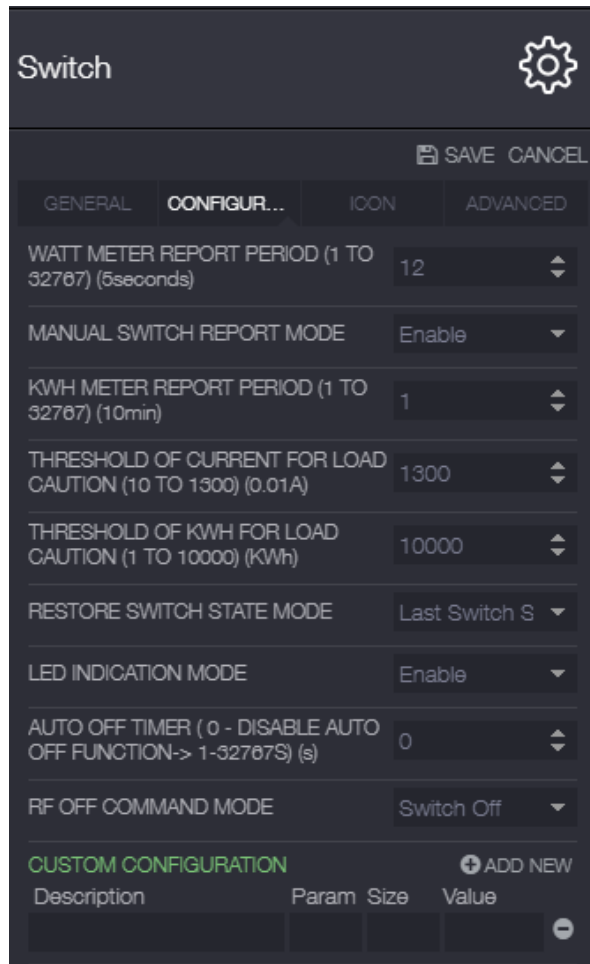 Switch
SAVE CANCEL
GENERAL CONFIGUR... ICON ADVANCED
WATT METER REPORT PERIOD (1 TO
32767) (5seconds)
12
MANUAL SWITCH REPORT MODE Enable
KWH METER REPORT PERIOD (1 TO
32767) (10min)
1
THRESHOLD OF CURRENT FOR LOAD
CAUTION (10 TO 1300) (0.01A)
1300
THRESHOLD OF KWH FOR LOAD
CAUTION (1 TO 10000) (KWh)
10000
RESTORE SWITCH STATE MODE Last Switch S
LED INDICATION MODE Enable
AUTO OFF TIMER ( 0 - DISABLE AUTO
OFF FUNCTION-> 1-32767S) (s)
0
RF OFF COMMAND MODE Switch Off
CUSTOM CONFIGURATION ADD NEW
Description Param Size Value